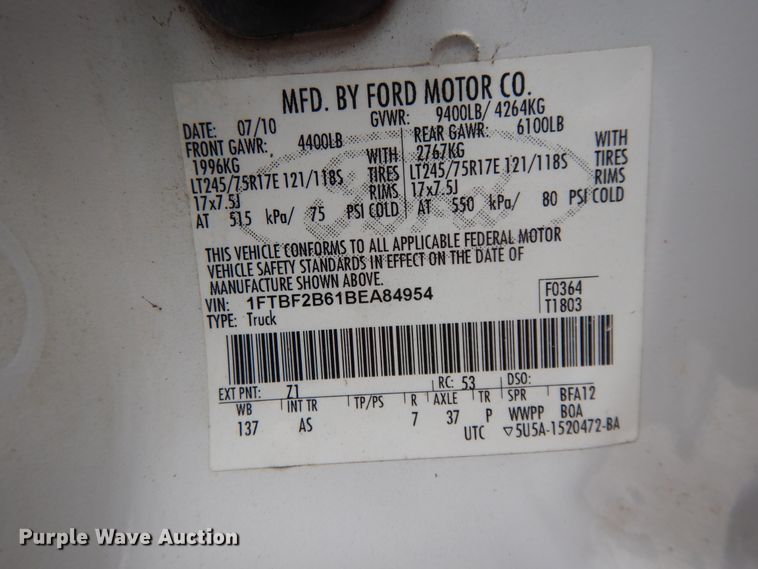 MFD. BY FORD MOTOR CO.
DATE: 07/10 GVWR: 9400LB/ 4264KG
FRONT GAWR: 4400LB REAR GAWR: 6100LB
1996KG WITH 2767KG WITH
LT245/75R17E 121/118S TIRES LT245/75R17E 121/118S TIRES
17x7.5J RIMS 17x7.5J RIMS
AT 515 kPa/ 75 PSI COLD AT 550 kPa/ 80 PSI COLD
THIS VEHICLE CONFORMS TO ALL APPLICABLE FEDERAL MOTOR
VEHICLE SAFETY STANDARDS IN EFFECT ON THE DATE OF
MANUFACTURE SHOWN ABOVE.
VIN: 1FTBF2B61BEA84954 F0364
TYPE: Truck T1803
EXT PNT: Z1 RC: 53 DSO:
WB INT TR TP/PS R AXLE TR SPR BFA12
137 AS 7 37 P WWPP BOA
UTC ▽5U5A-1520472-BA
Purple Wave Auction